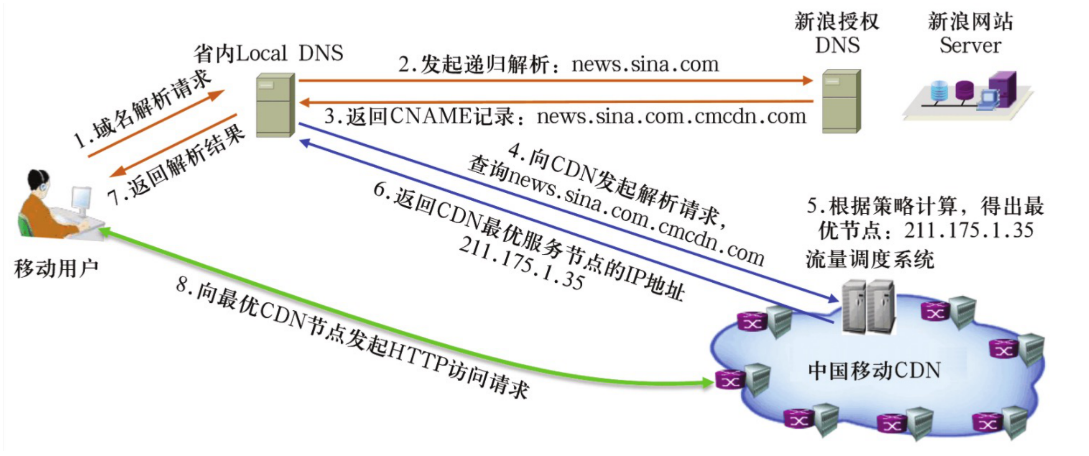 省内Local DNS
新浪授权
DNS
新浪网站
Server
1.域名解析请求
2.发起递归解析：news.sina.com
3.返回CNAME记录：news.sina.com.cmcdn.com
7.返回解析结果
4.向CDN发起解析请求，
查询news.sina.com.cmcdn.com
6.返回CDN最优服务节点的IP地址
211.175.1.35
5.根据策略计算，得出最
优节点：211.175.1.35
流量调度系统
移动用户
8.向最优CDN节点发起HTTP访问请求
中国移动CDN